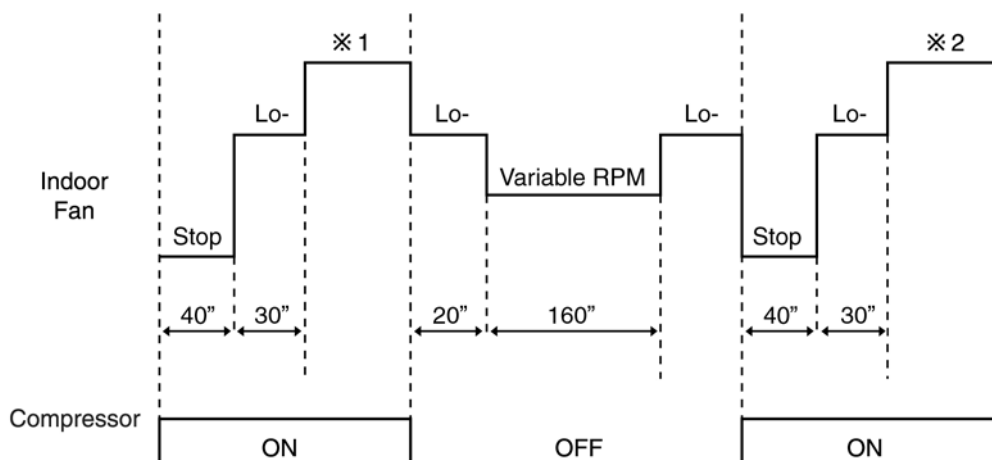 ※ 1
※ 2
Lo-
Lo-
Lo-
Lo-
Variable RPM
Indoor
Fan
Stop
Stop
40”
30”
20”
160”
40”
30”
Compressor
ON
OFF
ON